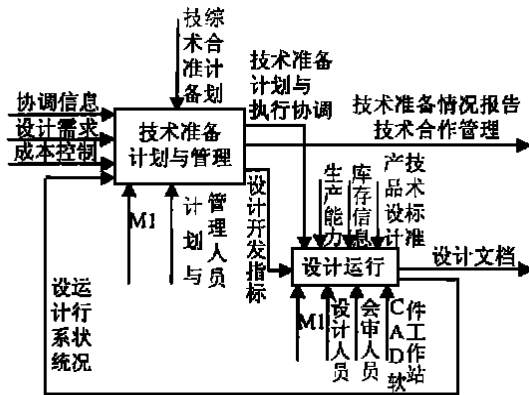 技术准备
综合计划
协调信息
设计需求
成本控制
技术准备
计划与管理
技术准备
计划与
执行协调
技术准备情况报告
技术合作管理
M1
计划与
管理人员
设计开发指标
生产能力
库存信息
产品设计
技术标准
设计运行
设计文档
M1
设计人员
会审人员
CAD软
件工作站
设计系统
运行状况